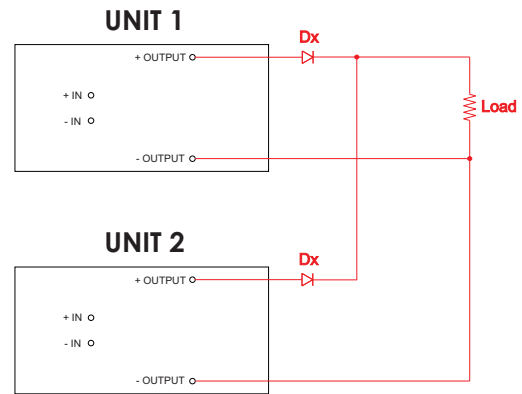 UNIT 1
Dx
+ OUTPUT
+ IN
Load
- IN
- OUTPUT
UNIT 2
Dx
+ OUTPUT
+ IN
- IN
- OUTPUT